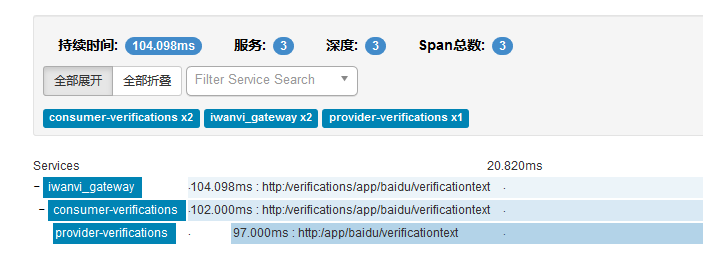 持续时间: 104.098ms 服务: 3 深度: 3 Span总数: 3
全部展开 全部折叠 Filter Service Search
consumer-verifications x2 iwanvi_gateway x2 provider-verifications x1
Services 20.820ms
− iwanvi_gateway .104.098ms : http:/verifications/app/baidu/verificationtext .
− consumer-verifications .102.000ms : http:/verifications/app/baidu/verificationtext .
provider-verifications . 97.000ms : http:/app/baidu/verificationtext .